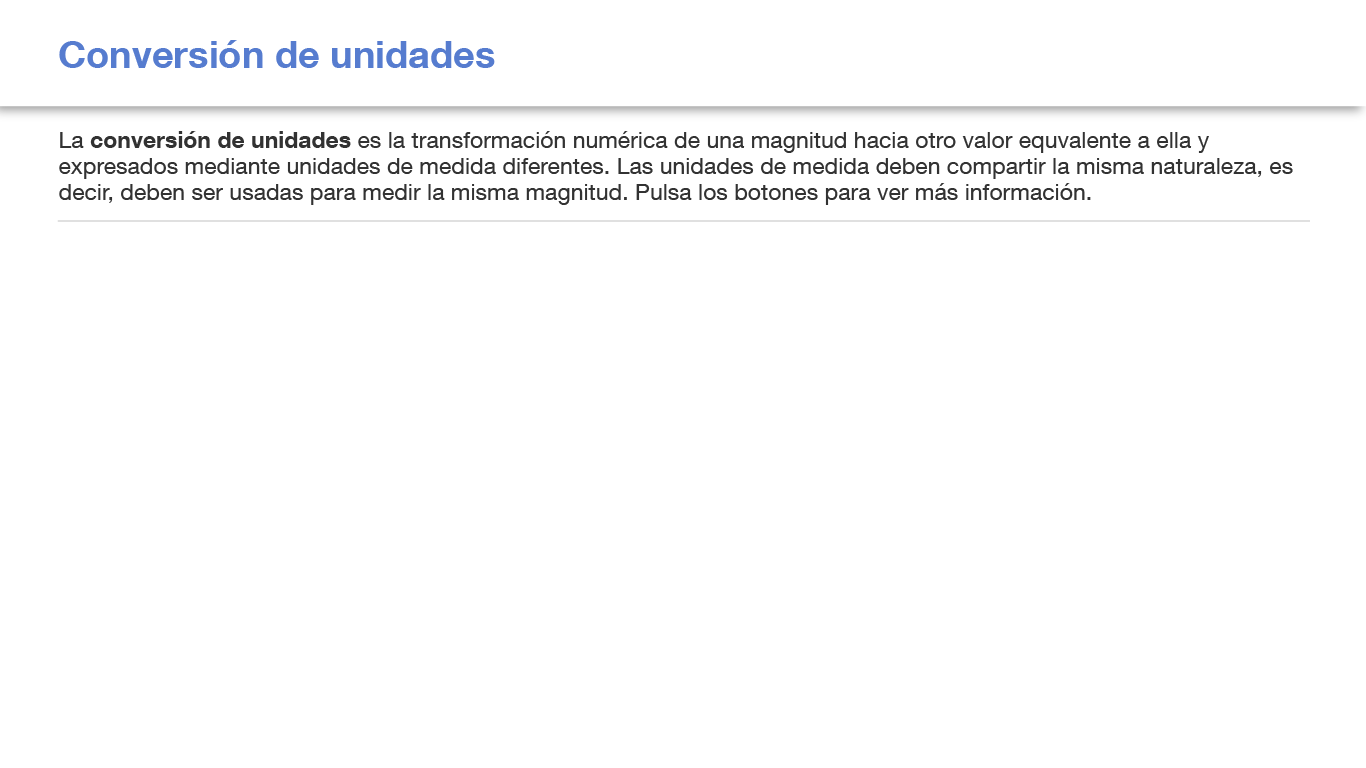 Conversión de unidades
La conversión de unidades es la transformación numérica de una magnitud hacia otro valor equvalente a ella y
expresados mediante unidades de medida diferentes. Las unidades de medida deben compartir la misma naturaleza, es
decir, deben ser usadas para medir la misma magnitud. Pulsa los botones para ver más información.